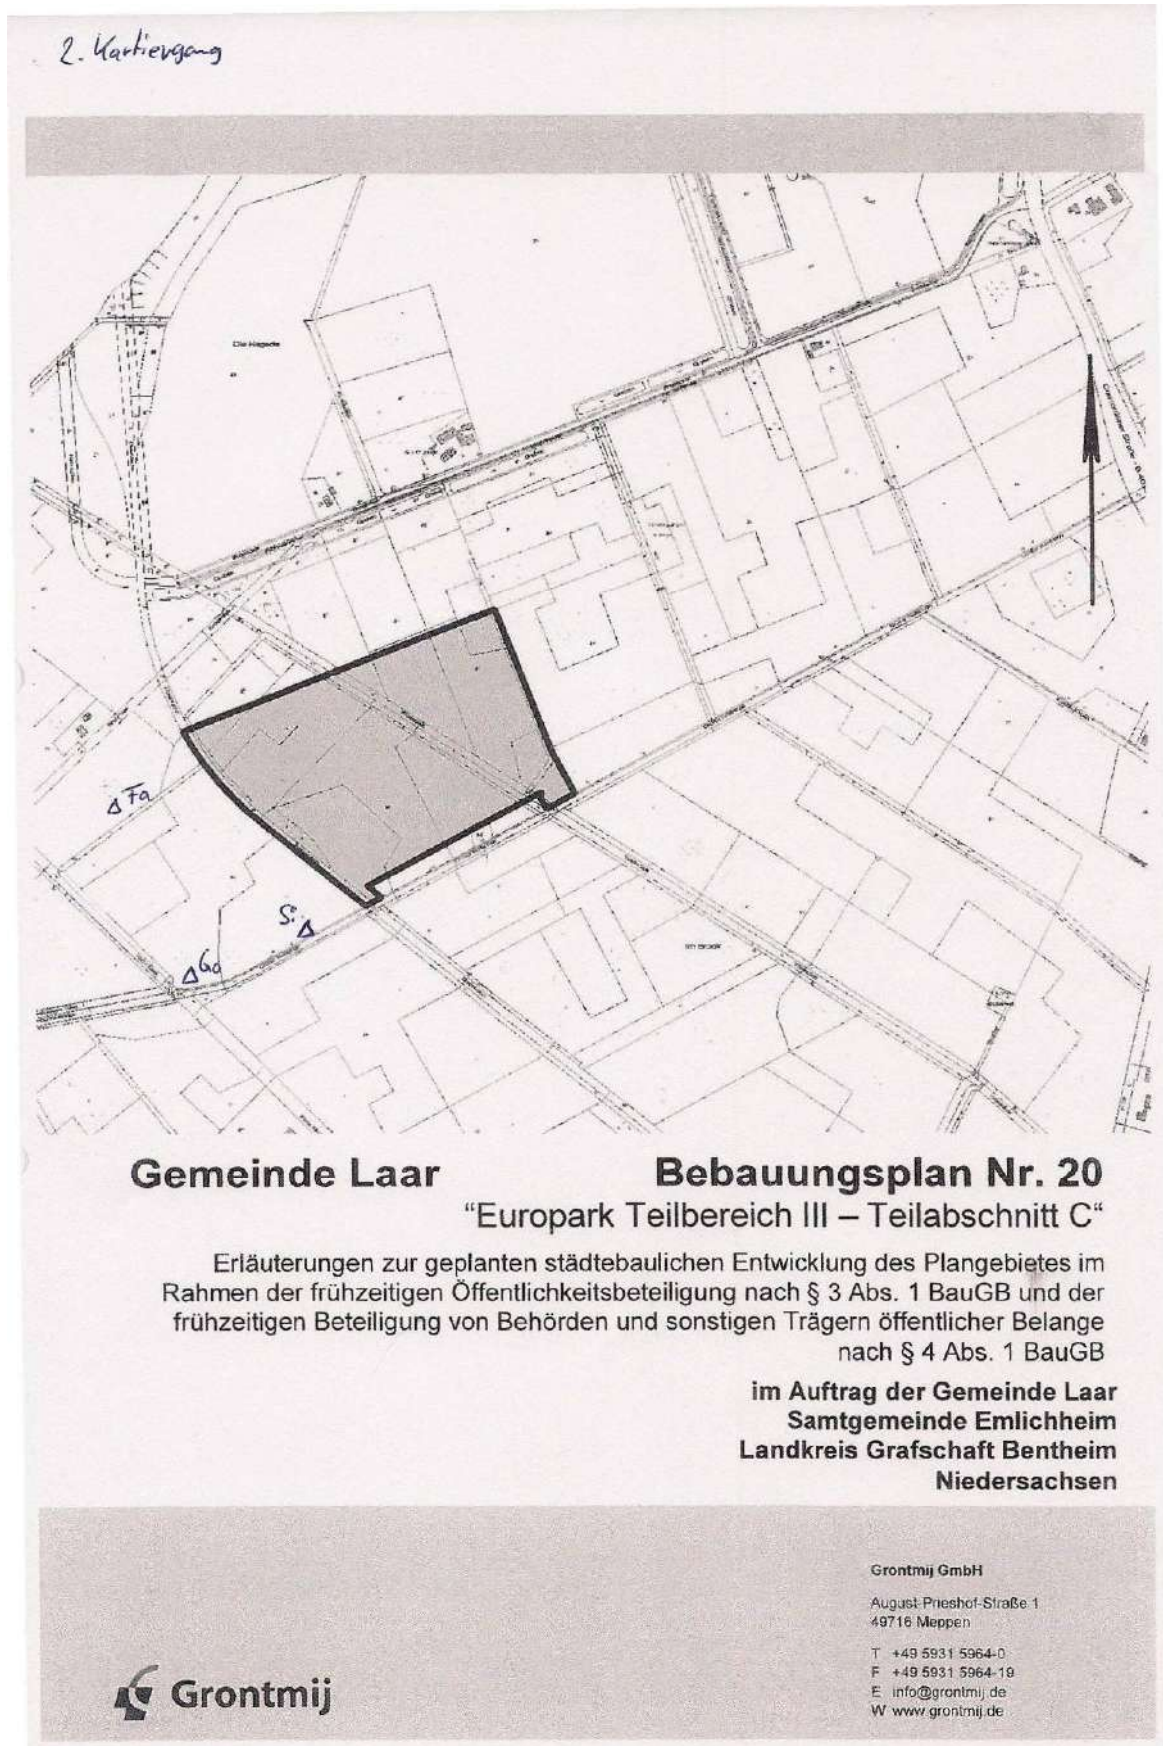 2. Kartiergang
Im Brook
Fa
Si
Go
Gemeinde Laar
Bebauungsplan Nr. 20
“Europark Teilbereich III – Teilabschnitt C“
Erläuterungen zur geplanten städtebaulichen Entwicklung des Plangebietes im
Rahmen der frühzeitigen Öffentlichkeitsbeteiligung nach § 3 Abs. 1 BauGB und der
frühzeitigen Beteiligung von Behörden und sonstigen Trägern öffentlicher Belange
nach § 4 Abs. 1 BauGB
im Auftrag der Gemeinde Laar
Samtgemeinde Emlichheim
Landkreis Grafschaft Bentheim
Niedersachsen
Grontmij GmbH
August-Prieshof-Straße 1
49716 Meppen
T +49 5931 5964-0
F +49 5931 5964-19
E info@grontmij.de
W www.grontmij.de
Grontmij